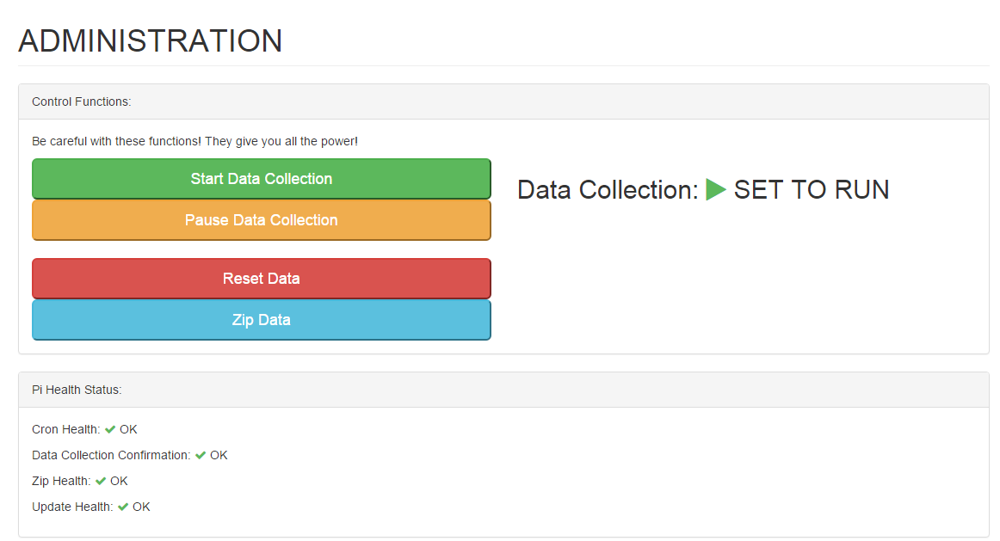 ADMINISTRATION
Control Functions:
Be careful with these functions! They give you all the power!
Start Data Collection
Pause Data Collection
Data Collection: SET TO RUN
Reset Data
Zip Data
Pi Health Status:
Cron Health: OK
Data Collection Confirmation: OK
Zip Health: OK
Update Health: OK